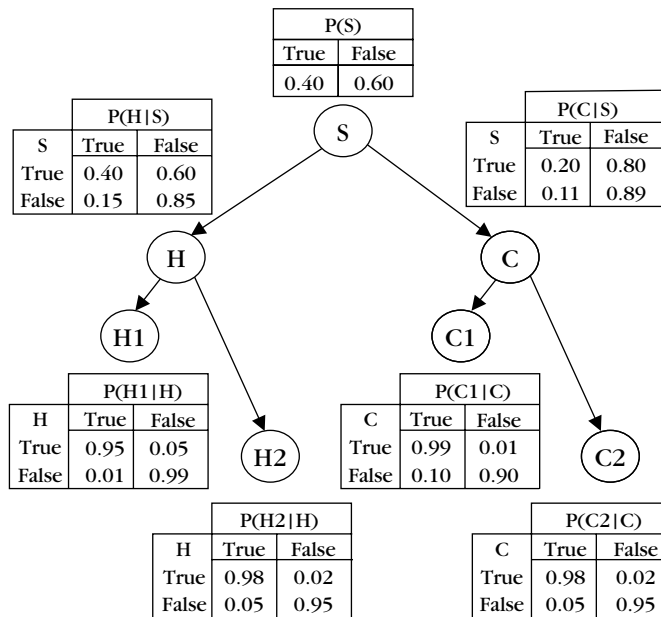 P(S)
True False
0.40 0.60
P(H|S)
S True False
True 0.40 0.60
False 0.15 0.85
S
P(C|S)
S True False
True 0.20 0.80
False 0.11 0.89
H
C
H1
C1
P(H1|H)
H True False
True 0.95 0.05
False 0.01 0.99
H2
P(C1|C)
C True False
True 0.99 0.01
False 0.10 0.90
C2
P(H2|H)
H True False
True 0.98 0.02
False 0.05 0.95
P(C2|C)
C True False
True 0.98 0.02
False 0.05 0.95